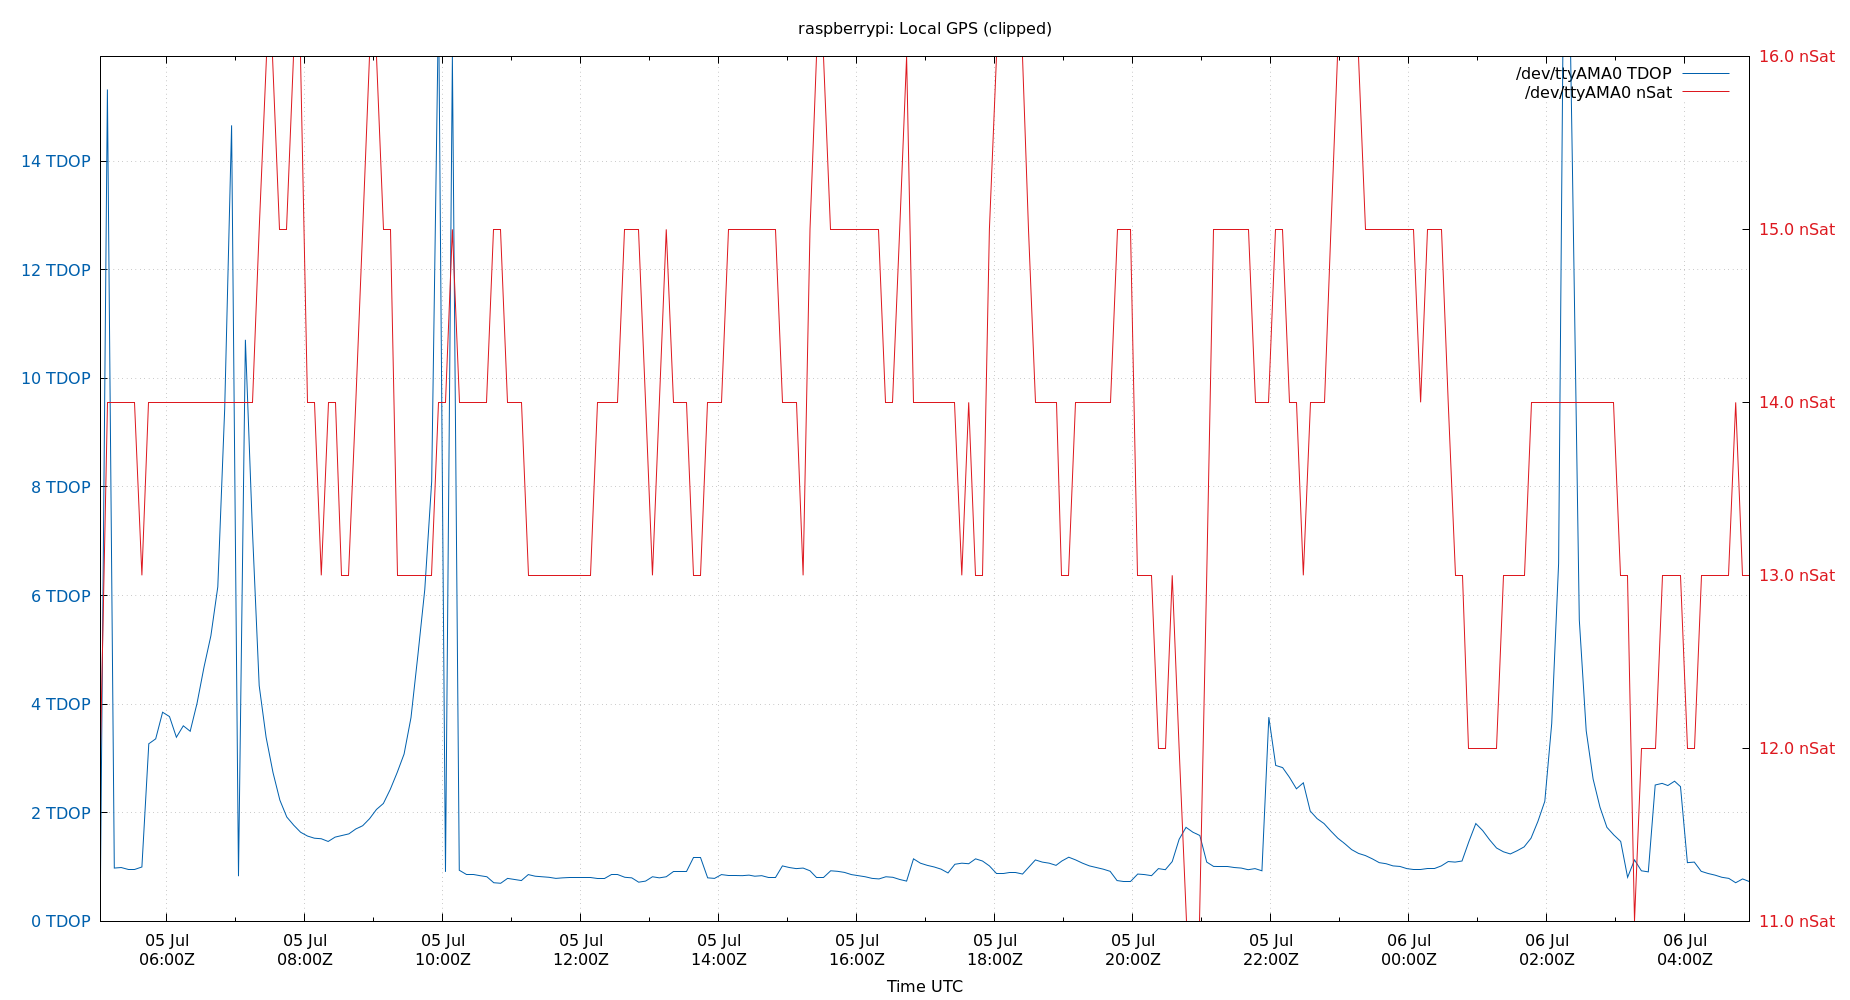 raspberrypi: Local GPS (clipped)
16.0 nSat
/dev/ttyAMA0 TDOP
/dev/ttyAMA0 nSat
14 TDOP
15.0 nSat
12 TDOP
10 TDOP
14.0 nSat
8 TDOP
13.0 nSat
6 TDOP
4 TDOP
12.0 nSat
2 TDOP
0 TDOP
11.0 nSat
05 Jul 05 Jul 05 Jul 05 Jul 05 Jul 05 Jul 05 Jul 05 Jul 05 Jul 06 Jul 06 Jul 06 Jul
06:00Z 08:00Z 10:00Z 12:00Z 14:00Z 16:00Z 18:00Z 20:00Z 22:00Z 00:00Z 02:00Z 04:00Z
Time UTC